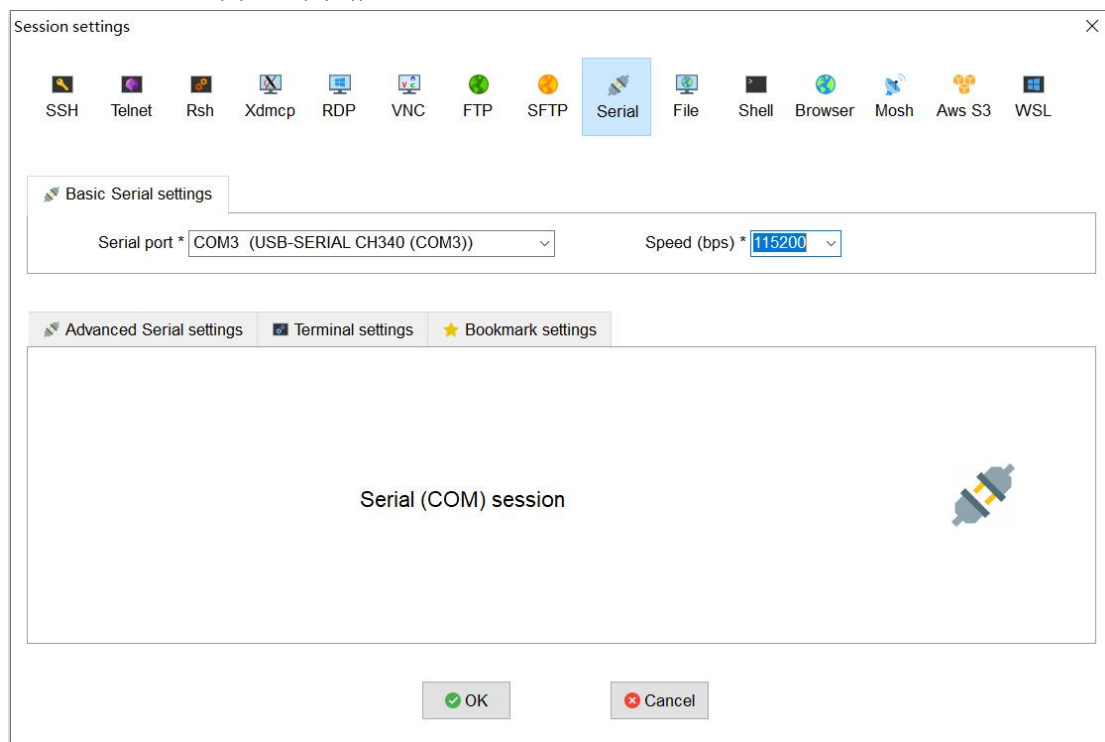 Session settings
SSH Telnet Rsh Xdmcp RDP VNC FTP SFTP Serial File Shell Browser Mosh Aws S3 WSL
Basic Serial settings
Serial port * COM3 (USB-SERIAL CH340 (COM3)) Speed (bps) * 115200
Advanced Serial settings Terminal settings Bookmark settings
Serial (COM) session
OK Cancel